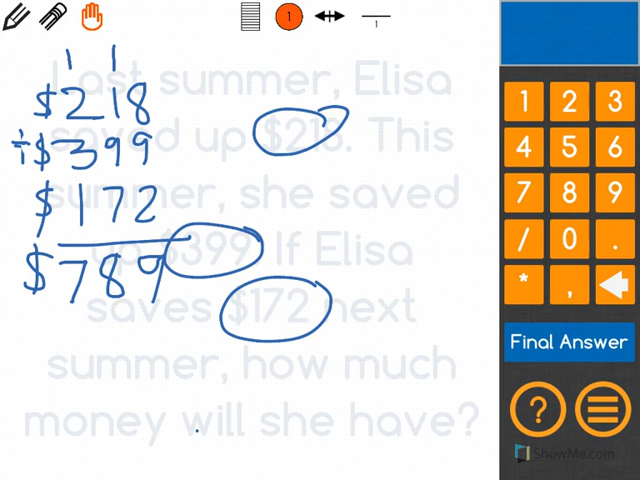 1
1
1 1
$218
+$399
$172
$789
Last summer, Elisa
saved up $218. This
summer, she saved
up $399. If Elisa
saves $172 next
summer, how much
money will she have?
1 2 3
4 5 6
7 8 9
/ 0 .
* ,
Final Answer
?
ShowMe.com